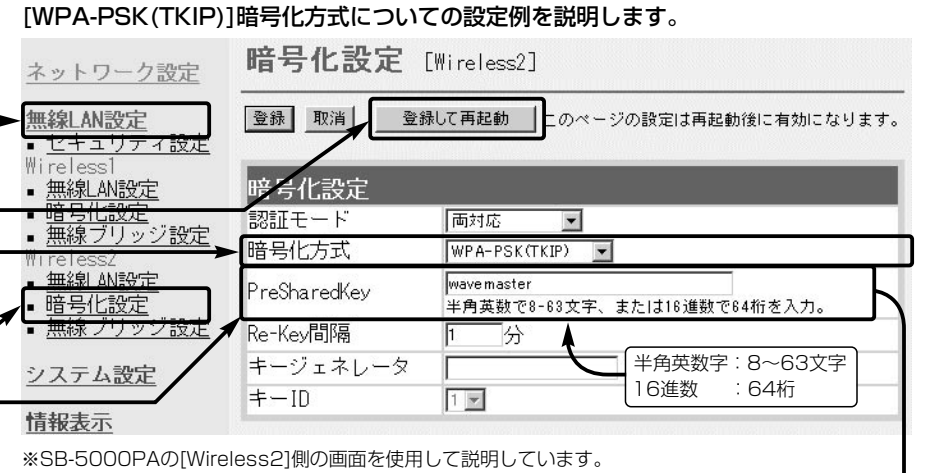 [WPA-PSK(TKIP)]暗号化方式についての設定例を説明します。
ネットワーク設定
無線LAN設定
▪ セキュリティ設定
Wireless1
▪ 無線LAN設定
▪ 暗号化設定
▪ 無線ブリッジ設定
Wireless2
▪ 無線LAN設定
▪ 暗号化設定
▪ 無線ブリッジ設定
システム設定
情報表示
暗号化設定 [Wireless2]
登録 取消 登録して再起動 このページの設定は再起動後に有効になります。
暗号化設定
認証モード 両対応
暗号化方式 WPA-PSK(TKIP)
PreSharedKey wavemaster
半角英数で8-63文字、または16進数で64桁を入力。
Re-Key間隔 1 分
キージェネレータ
キーID 1
半角英数字：8〜63文字
16進数 ：64桁
※SB-5000PAの[Wireless2]側の画面を使用して説明しています。